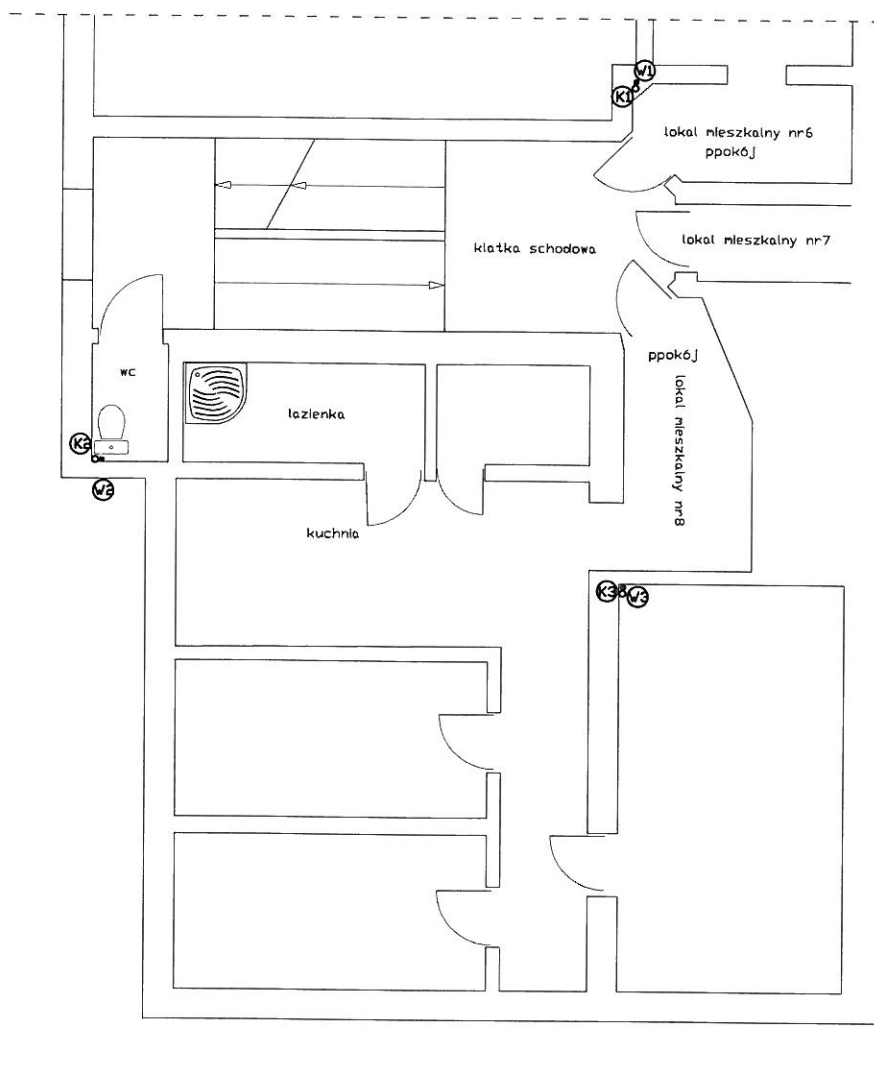 W1
K1
lokal mieszkalny nr6
ppokój
klatka schodowa
lokal mieszkalny nr7
ppokój
lokal mieszkalny nr8
wc
łazienka
K2
W2
kuchnia
K3
W3